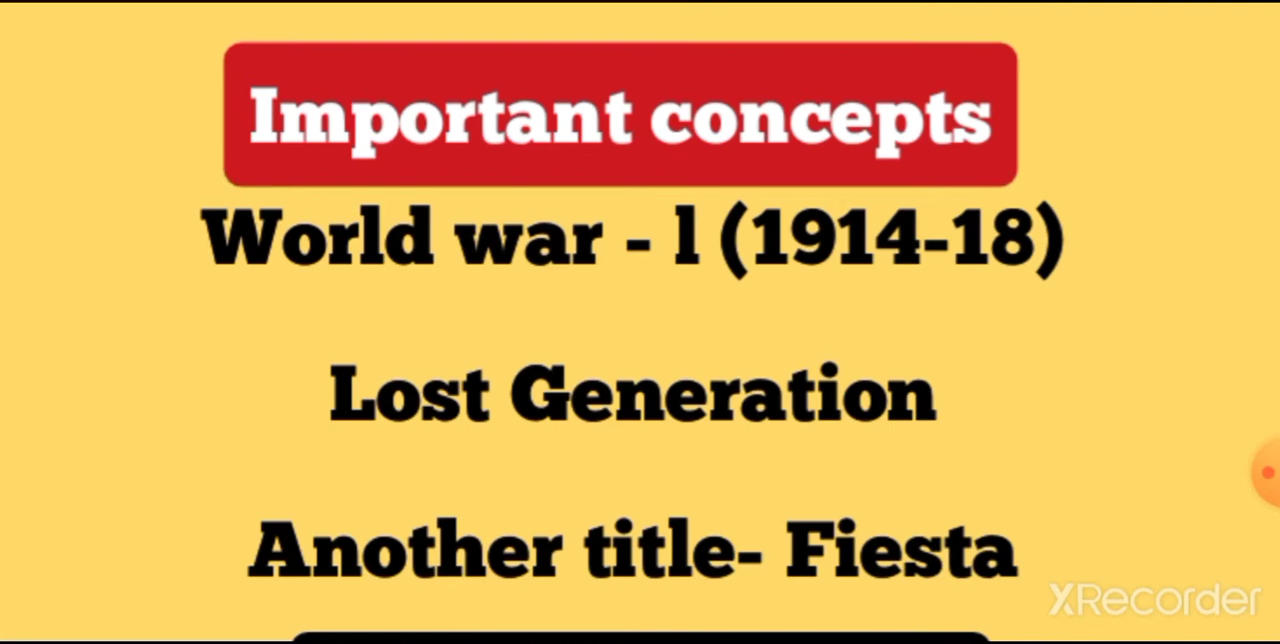 Important concepts
World war - l (1914-18)
Lost Generation
Another title- Fiesta
XRecorder